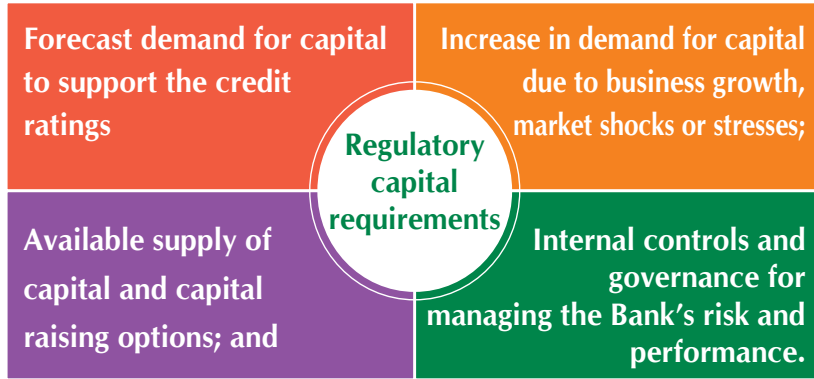 Forecast demand for capital
to support the credit
ratings
Increase in demand for capital
due to business growth,
market shocks or stresses;
Regulatory
capital
requirements
Available supply of
capital and capital
raising options; and
Internal controls and
governance for
managing the Bank’s risk and
performance.